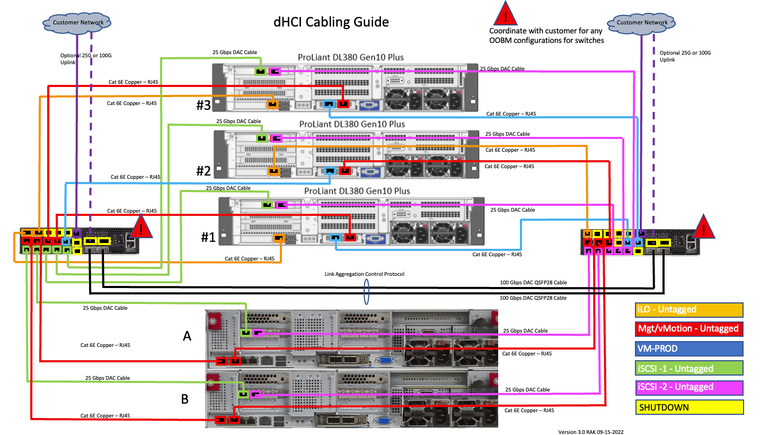 dHCI Cabling Guide
Customer Network
Customer Network
Coordinate with customer for any
OOBM configurations for switches
Optional 25G or 100G
Uplink
Optional 25G or 100G
Uplink
25 Gbps DAC Cable
ProLiant DL380 Gen10 Plus
25 Gbps DAC Cable
Cat 6E Copper – RJ45
Cat 6E Copper – RJ45
#3
Cat 6E Copper – RJ45
25 Gbps DAC Cable
ProLiant DL380 Gen10 Plus
25 Gbps DAC Cable
Cat 6E Copper – RJ45
Cat 6E Copper – RJ45
#2
Cat 6E Copper – RJ45
25 Gbps DAC Cable
ProLiant DL380 Gen10 Plus
25 Gbps DAC Cable
Cat 6E Copper – RJ45
#1
Cat 6E Copper – RJ45
Cat 6E Copper – RJ45
Link Aggregation Control Protocol
100 Gbps DAC QSFP28 Cable
100 Gbps DAC QSFP28 Cable
25 Gbps DAC Cable
A
25 Gbps DAC Cable
Cat 6E Copper – RJ45
Cat 6E Copper – RJ45
25 Gbps DAC Cable
B
25 Gbps DAC Cable
Cat 6E Copper – RJ45
Cat 6E Copper – RJ45
iLO - Untagged
Mgt/vMotion - Untagged
VM-PROD
iSCSI -1 - Untagged
iSCSI -2 - Untagged
SHUTDOWN
Version 3.0 RAK 09-15-2022